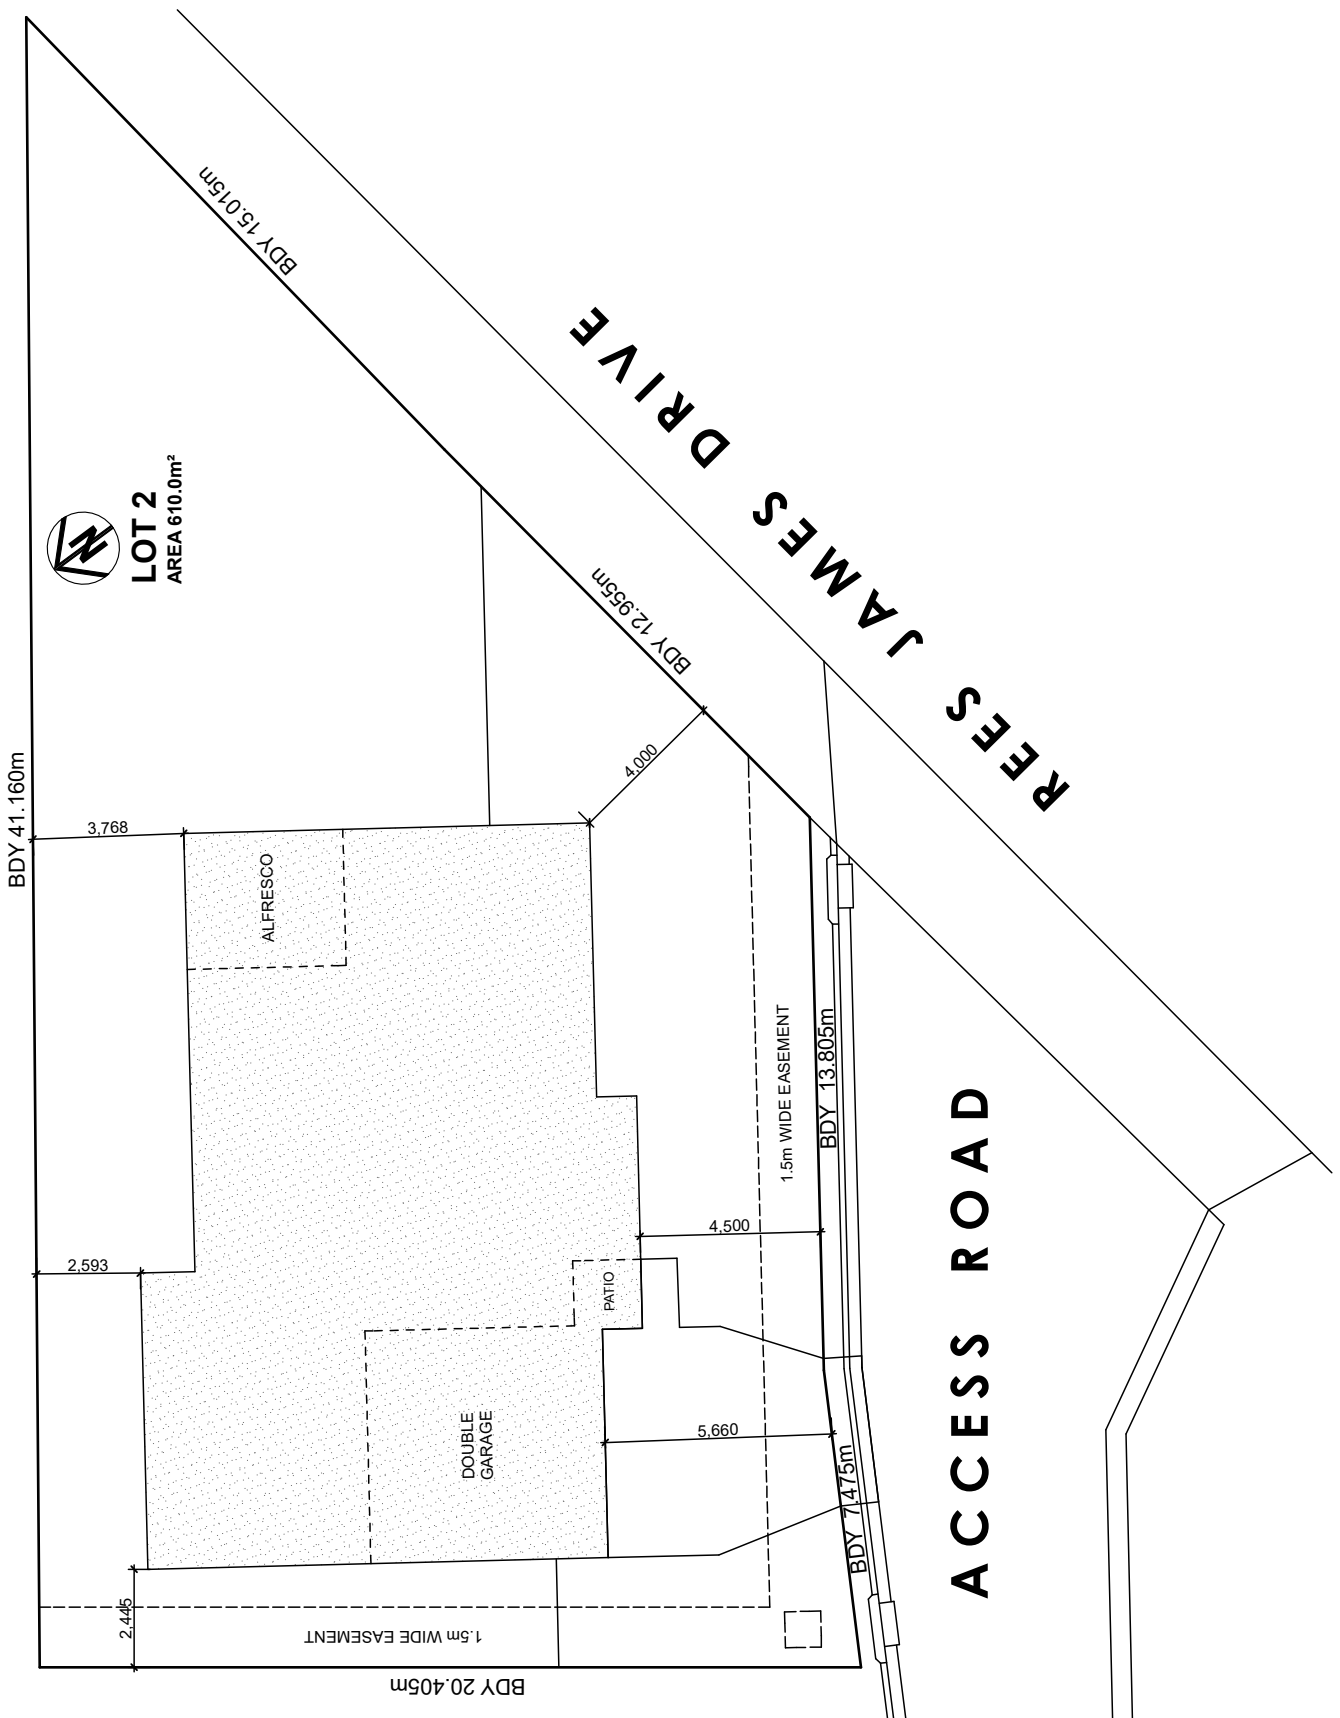 BDY 15.015m
REES JAMES DRIVE
N
LOT 2
AREA 610.0m²
BDY 12.955m
BDY 41.160m
4,000
3,768
ALFRESCO
1.5m WIDE EASEMENT
BDY 13.805m
ACCESS ROAD
4,500
2,593
PATIO
DOUBLE
GARAGE
5,660
BDY 7.475m
2,445
1.5m WIDE EASEMENT
BDY 20.405m